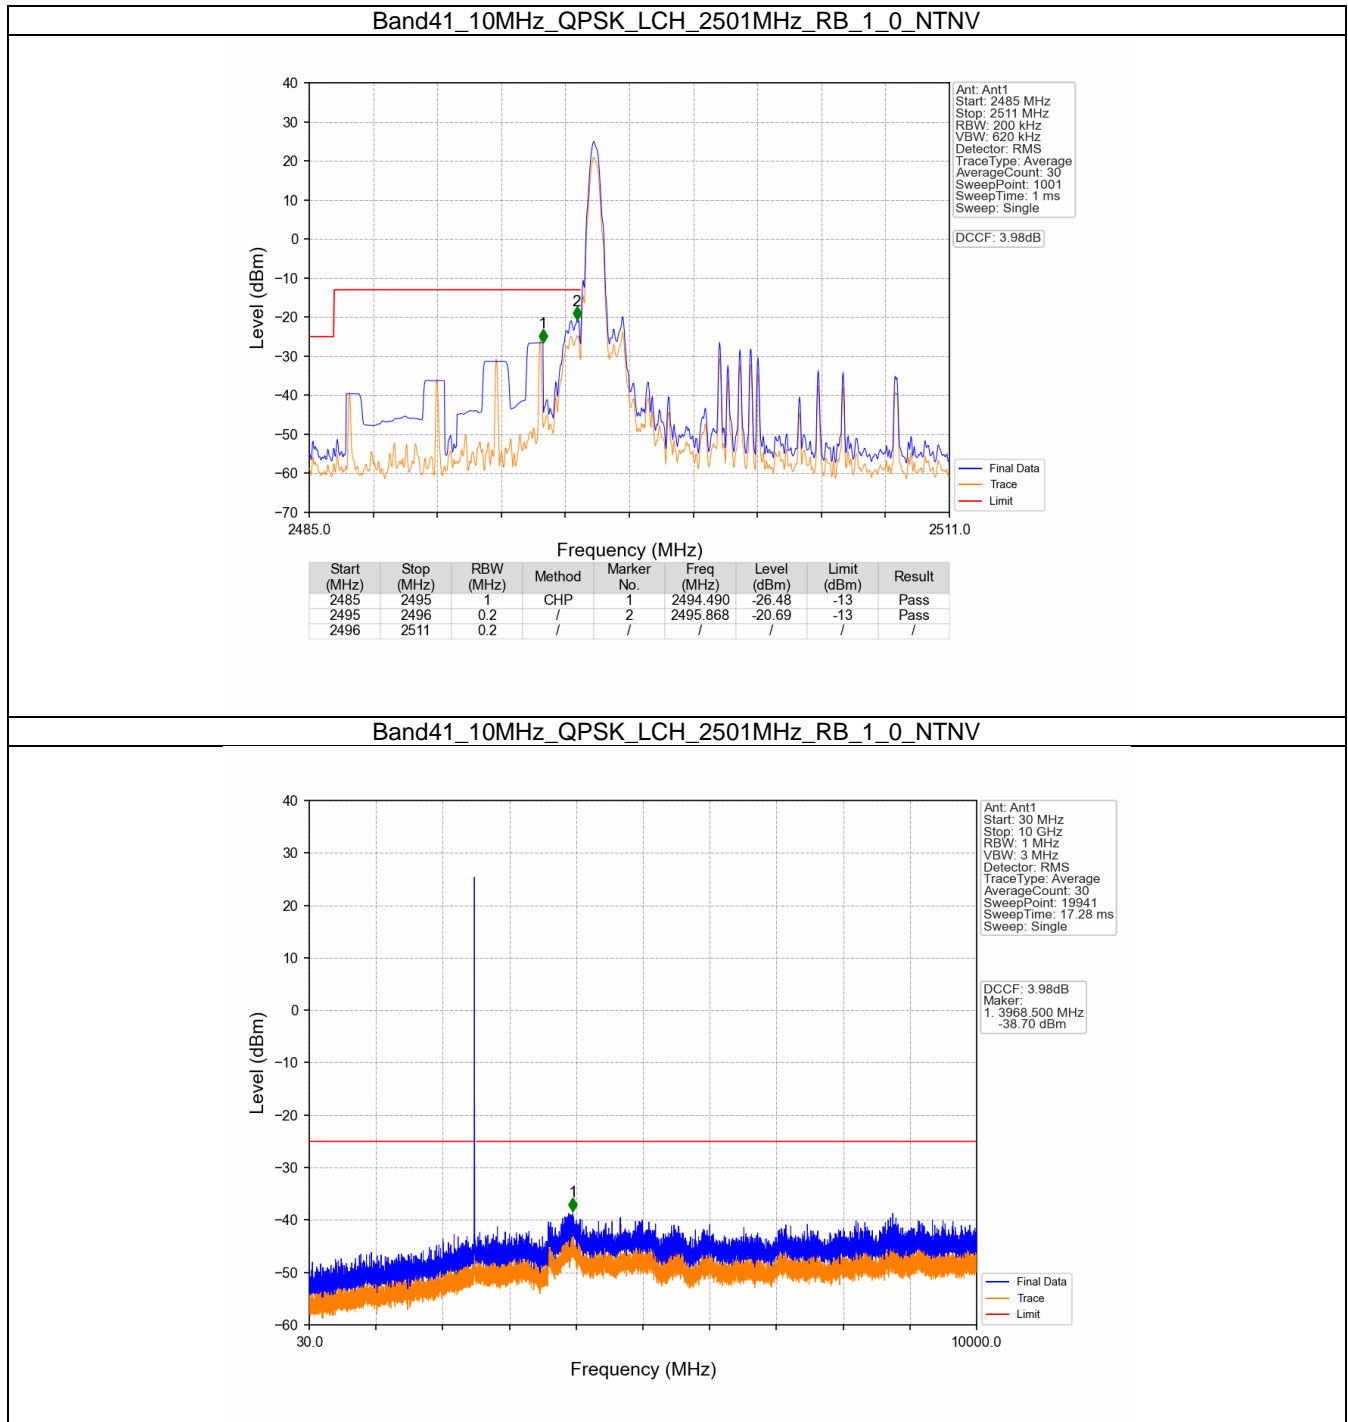 Band41_10MHz_QPSK_LCH_2501MHz_RB_1_0_NTNV
40
30
20
10
0
−10
−20
−30
−40
−50
−60
−70
Level (dBm)
1
2
2485.0
2511.0
Frequency (MHz)
Ant: Ant1
Start: 2485 MHz
Stop: 2511 MHz
RBW: 200 kHz
VBW: 620 kHz
Detector: RMS
TraceType: Average
AverageCount: 30
SweepPoint: 1001
SweepTime: 1 ms
Sweep: Single
DCCF: 3.98dB
Final Data
Trace
Limit
Start (MHz) Stop (MHz) RBW (MHz) Method Marker No. Freq (MHz) Level (dBm) Limit (dBm) Result
2485 2495 1 CHP 1 2494.490 -26.48 -13 Pass
2495 2496 0.2 / 2 2495.868 -20.69 -13 Pass
2496 2511 0.2 / / / / / /
Band41_10MHz_QPSK_LCH_2501MHz_RB_1_0_NTNV
40
30
20
10
0
−10
−20
−30
−40
−50
−60
Level (dBm)
1
30.0
10000.0
Frequency (MHz)
Ant: Ant1
Start: 30 MHz
Stop: 10 GHz
RBW: 1 MHz
VBW: 3 MHz
Detector: RMS
TraceType: Average
AverageCount: 30
SweepPoint: 19941
SweepTime: 17.28 ms
Sweep: Single
DCCF: 3.98dB
Maker:
1. 3968.500 MHz
-38.70 dBm
Final Data
Trace
Limit